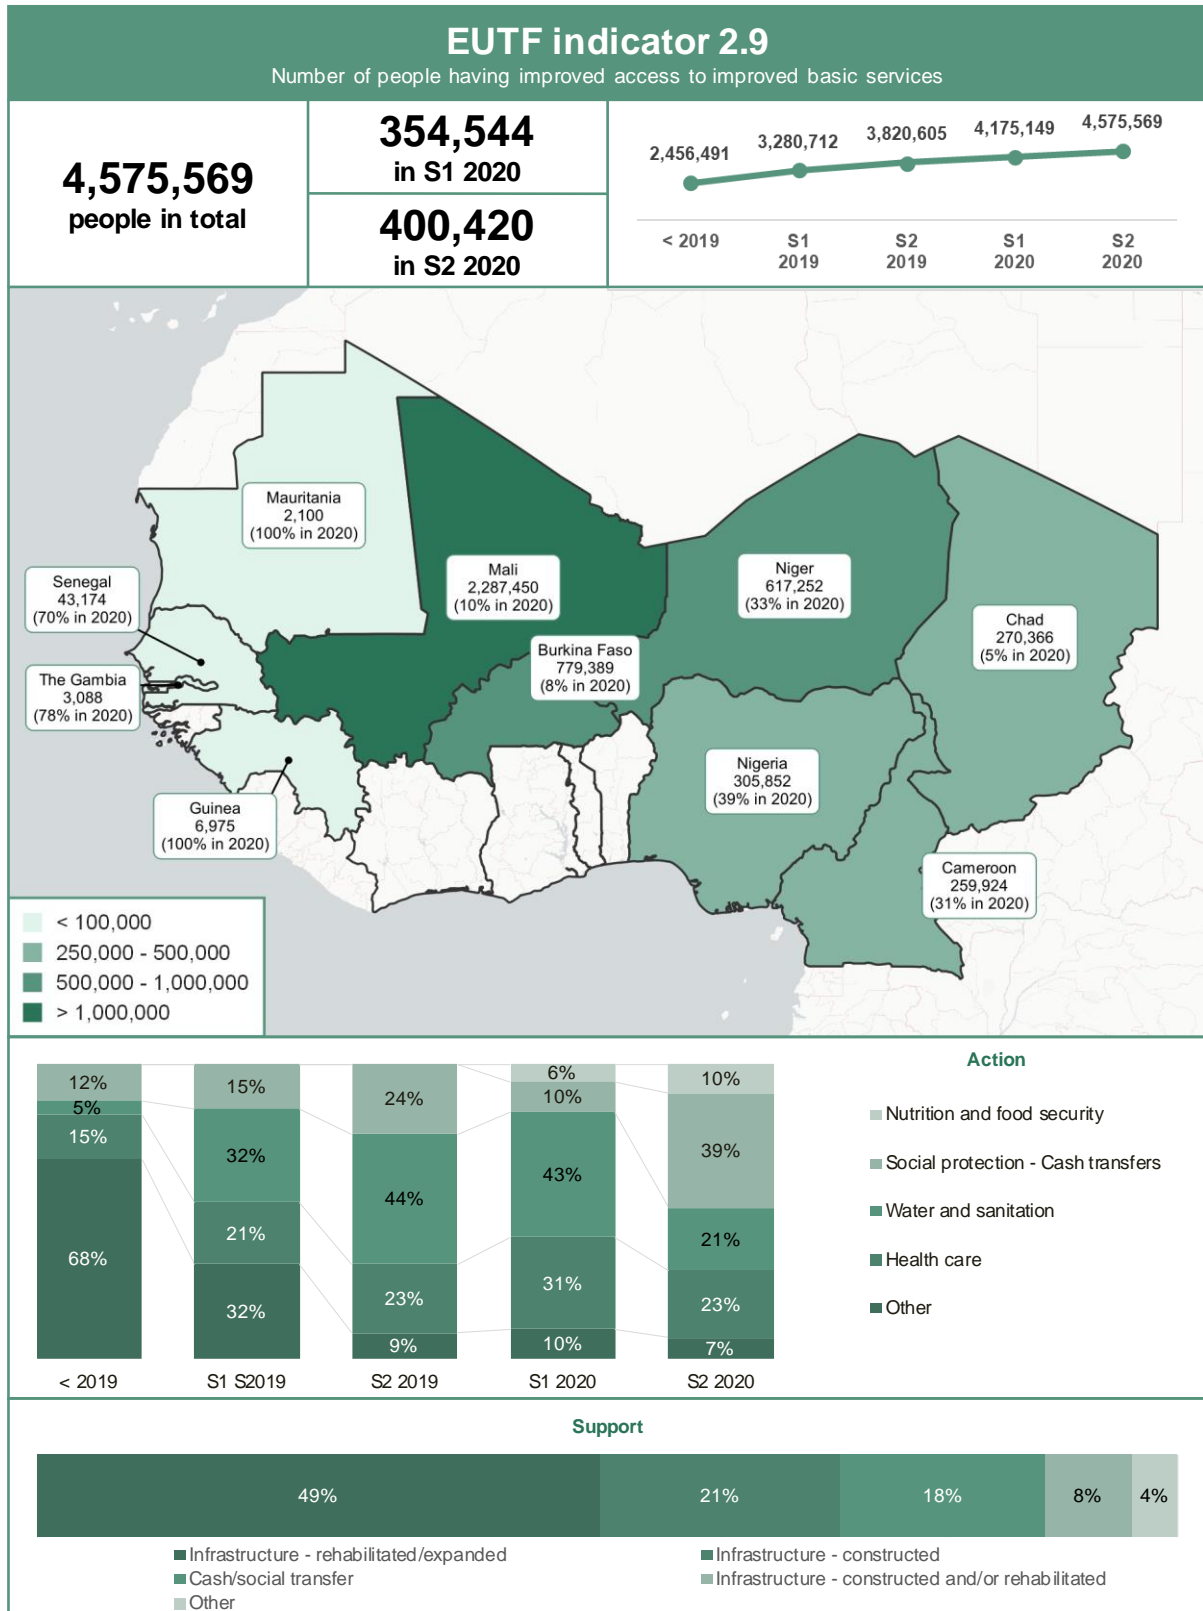 EUTF indicator 2.9
Number of people having improved access to improved basic services
4,575,569
people in total
354,544
in S1 2020
400,420
in S2 2020
2,456,491
3,280,712
3,820,605
4,175,149
4,575,569
< 2019
S1
2019
S2
2019
S1
2020
S2
2020
Mauritania
2,100
(100% in 2020)
Senegal
43,174
(70% in 2020)
Mali
2,287,450
(10% in 2020)
Niger
617,252
(33% in 2020)
Chad
270,366
(5% in 2020)
Burkina Faso
779,389
(8% in 2020)
The Gambia
3,088
(78% in 2020)
Nigeria
305,852
(39% in 2020)
Guinea
6,975
(100% in 2020)
Cameroon
259,924
(31% in 2020)
< 100,000
250,000 - 500,000
500,000 - 1,000,000
> 1,000,000
12%
5%
15%
68%
15%
32%
21%
32%
24%
44%
23%
9%
6%
10%
43%
31%
10%
10%
39%
21%
23%
7%
< 2019
S1 S2019
S2 2019
S1 2020
S2 2020
Action
Nutrition and food security
Social protection - Cash transfers
Water and sanitation
Health care
Other
Support
49%
21%
18%
8%
4%
Infrastructure - rehabilitated/expanded
Infrastructure - constructed
Cash/social transfer
Infrastructure - constructed and/or rehabilitated
Other